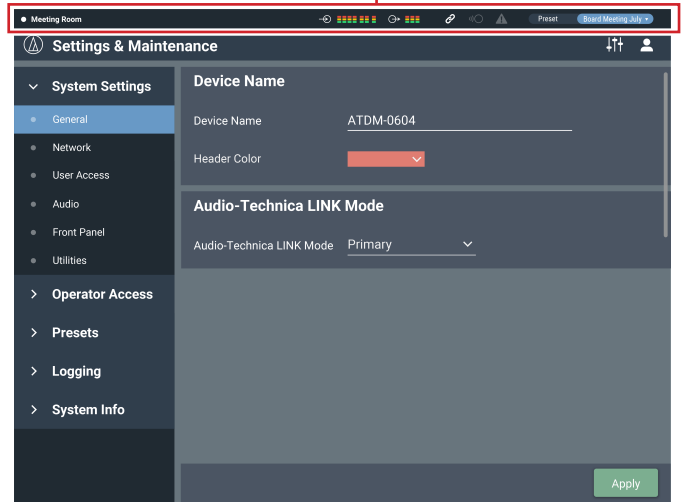 Meeting Room Preset Board Meeting July
Settings & Maintenance
System Settings
General
Network
User Access
Audio
Front Panel
Utilities
Operator Access
Presets
Logging
System Info
Device Name
Device Name ATDM-0604
Header Color
Audio-Technica LINK Mode
Audio-Technica LINK Mode Primary
Apply